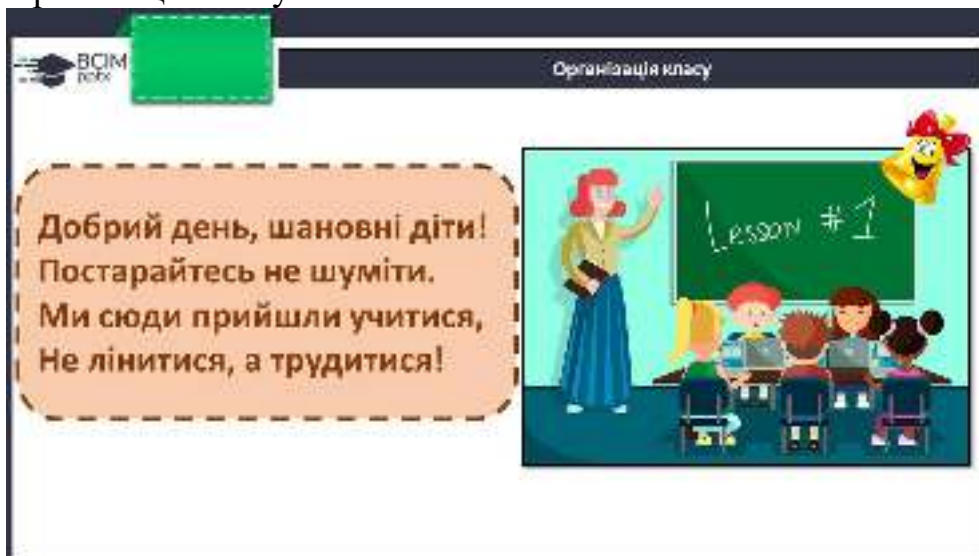 ВСІМ
pptx
Організація класу
Добрий день, шановні діти!
Постарайтесь не шуміти.
Ми сюди прийшли учитися,
Не лінитися, а трудитися!
Lesson #1